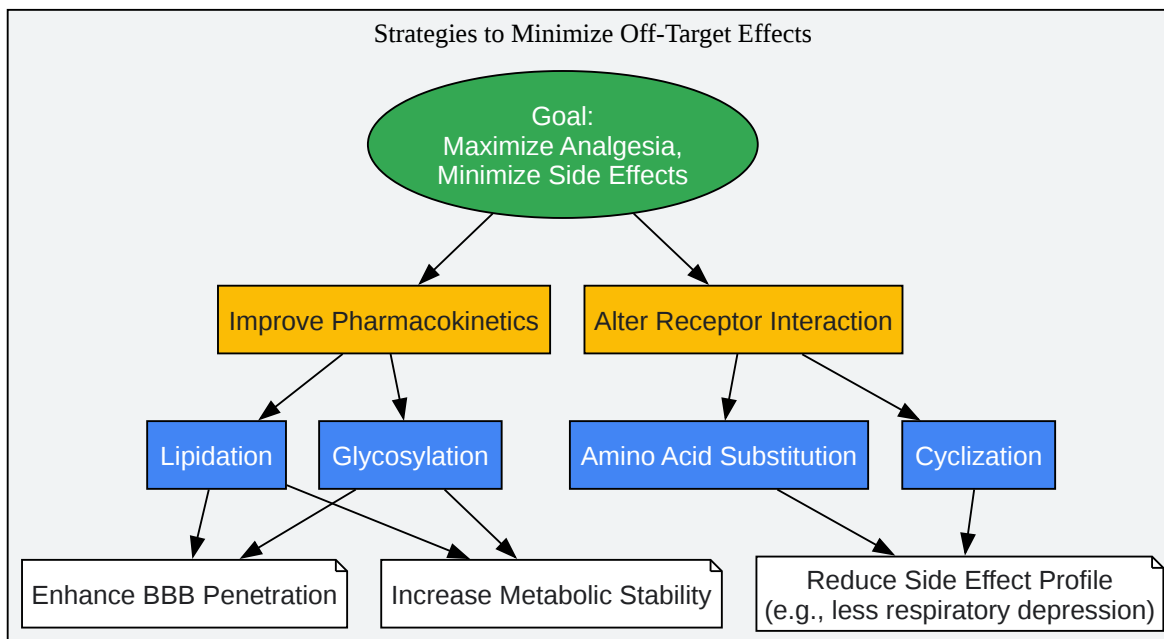 Strategies to Minimize Off-Target Effects
Goal:
Maximize Analgesia,
Minimize Side Effects
Improve Pharmacokinetics
Alter Receptor Interaction
Lipidation
Glycosylation
Amino Acid Substitution
Cyclization
Enhance BBB Penetration
Increase Metabolic Stability
Reduce Side Effect Profile
(e.g., less respiratory depression)